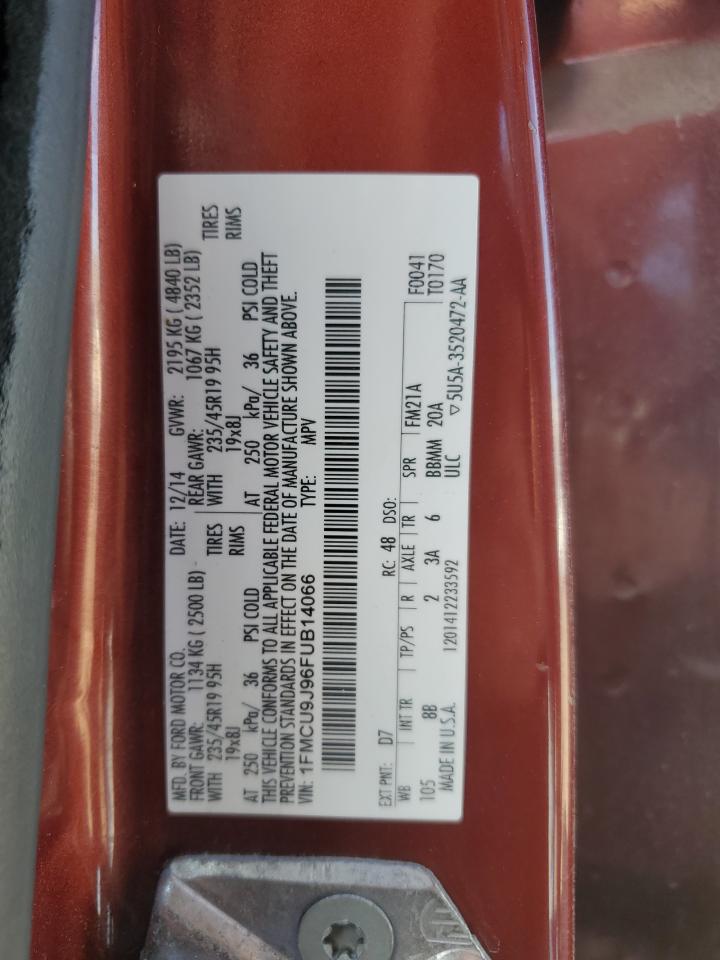 MFD. BY FORD MOTOR CO. DATE: 12/14 GVWR: 2195 KG ( 4840 LB)
FRONT GAWR: 1134 KG ( 2500 LB) REAR GAWR: 1067 KG ( 2352 LB)
WITH 235/45R19 95H TIRES WITH 235/45R19 95H TIRES
19x8J RIMS 19x8J RIMS
AT 250 kPa/ 36 PSI COLD AT 250 kPa/ 36 PSI COLD
THIS VEHICLE CONFORMS TO ALL APPLICABLE FEDERAL MOTOR VEHICLE SAFETY AND THEFT
PREVENTION STANDARDS IN EFFECT ON THE DATE OF MANUFACTURE SHOWN ABOVE.
VIN: 1FMCU9J96FUB14066 TYPE: MPV
EXT PNT: D7 RC: 48 DSO: F0041
WB INT TR TP/PS R AXLE TR SPR FM21A T0170
105 8B 2 3A 6 BBMM 20A
MADE IN U.S.A. 1201412233592 ULC ▽5U5A-3520472-AA